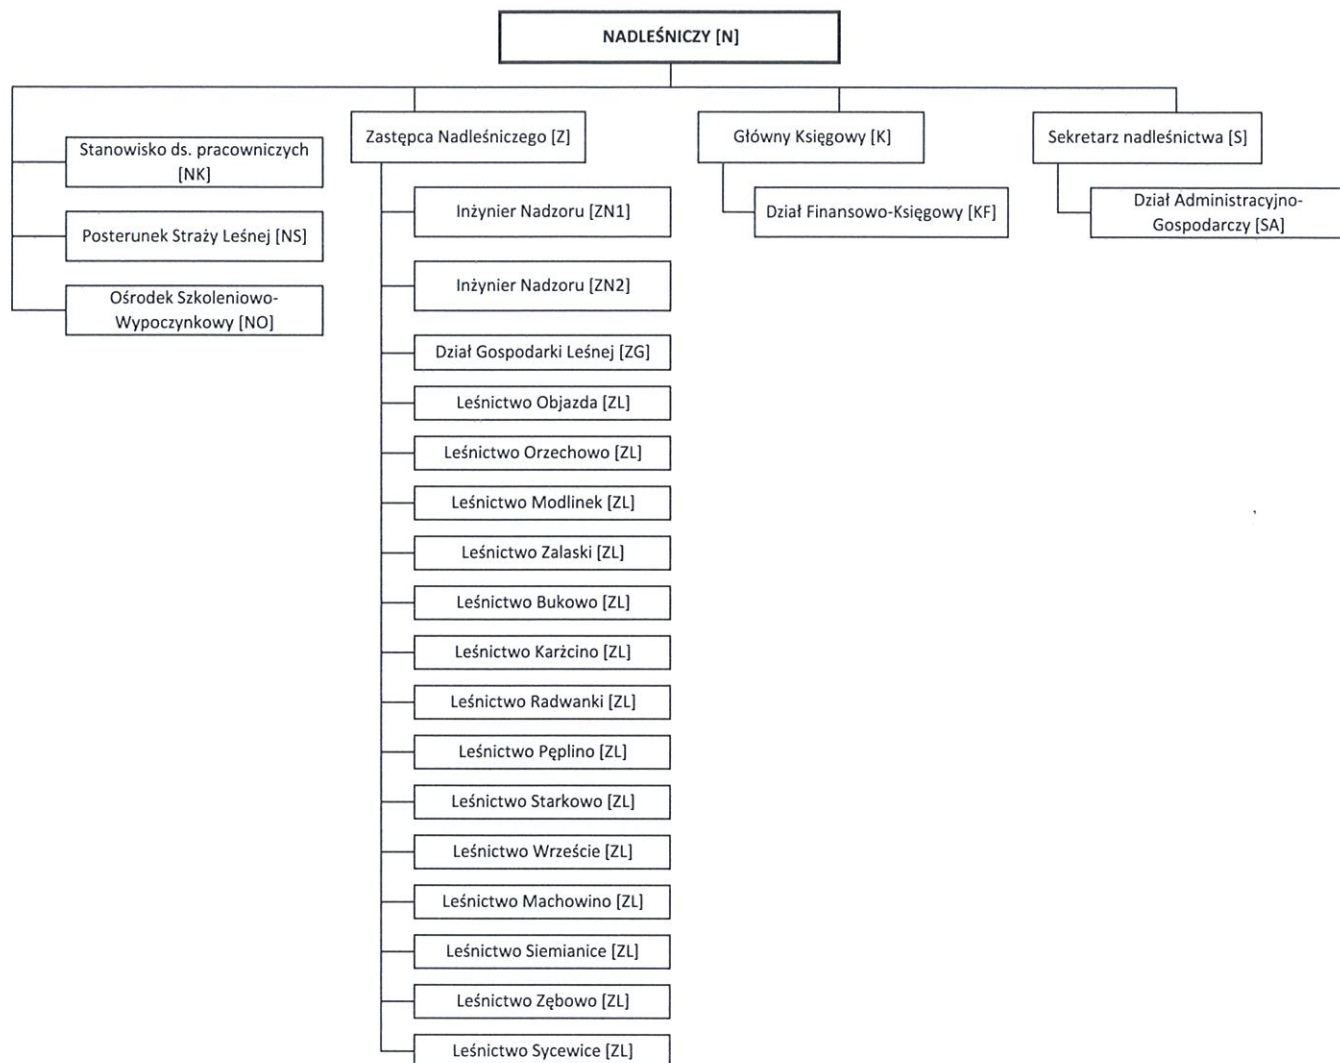 NADLEŚNICZY [N]
Stanowisko ds. pracowniczych
[NK]
Posterunek Straży Leśnej [NS]
Ośrodek Szkoleniowo-
Wypoczynkowy [NO]
Zastępca Nadleśniczego [Z]
Inżynier Nadzoru [ZN1]
Inżynier Nadzoru [ZN2]
Dział Gospodarki Leśnej [ZG]
Leśnictwo Objazda [ZL]
Leśnictwo Orzechowo [ZL]
Leśnictwo Modlinek [ZL]
Leśnictwo Zalaski [ZL]
Leśnictwo Bukowo [ZL]
Leśnictwo Karżcino [ZL]
Leśnictwo Radwanki [ZL]
Leśnictwo Pęplino [ZL]
Leśnictwo Starkowo [ZL]
Leśnictwo Wrzeście [ZL]
Leśnictwo Machowino [ZL]
Leśnictwo Siemianice [ZL]
Leśnictwo Zębowo [ZL]
Leśnictwo Sycewice [ZL]
Główny Księgowy [K]
Dział Finansowo-Księgowy [KF]
Sekretarz nadleśnictwa [S]
Dział Administracyjno-
Gospodarczy [SA]